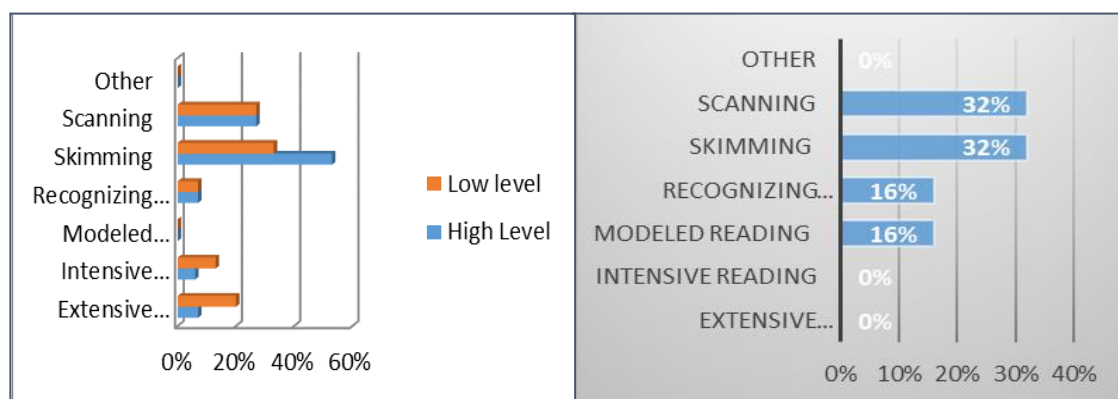 Other
Scanning
Skimming
Recognizing...
Modeled...
Intensive...
Extensive...
0% 20% 40% 60%
Low level
High Level
OTHER 0%
SCANNING 32%
SKIMMING 32%
RECOGNIZING... 16%
MODELED READING 16%
INTENSIVE READING 0%
EXTENSIVE... 0%
0% 10% 20% 30% 40%